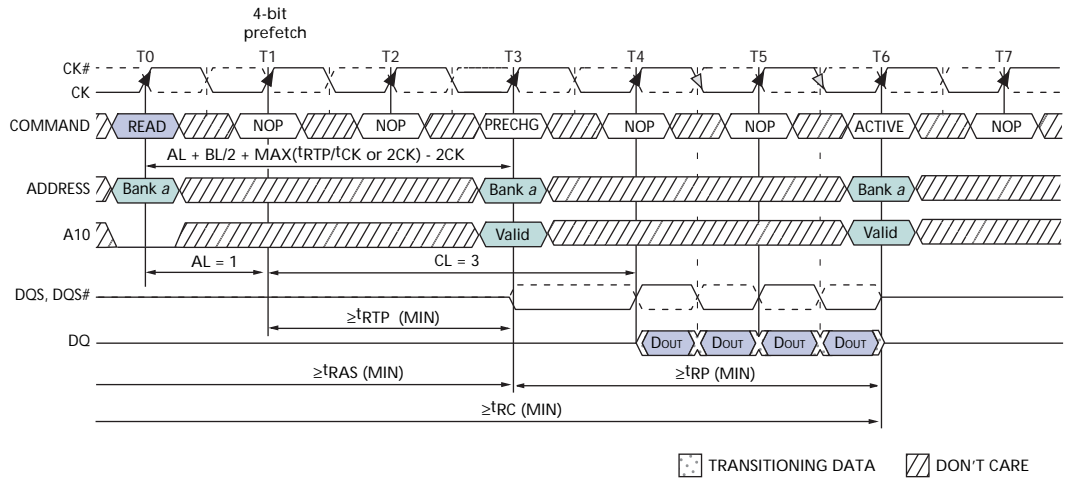 4-bit
prefetch
T0 T1 T2 T3 T4 T5 T6 T7
CK#
CK
COMMAND READ NOP NOP PRECHG NOP NOP ACTIVE NOP
AL + BL/2 + MAX(tRTP/tCK or 2CK) - 2CK
ADDRESS Bank a Bank a Bank a
A10 Valid Valid
AL = 1 CL = 3
DQS, DQS#
≥tRTP (MIN)
DQ DOUT DOUT DOUT DOUT
≥tRAS (MIN) ≥tRP (MIN)
≥tRC (MIN)
TRANSITIONING DATA DON'T CARE